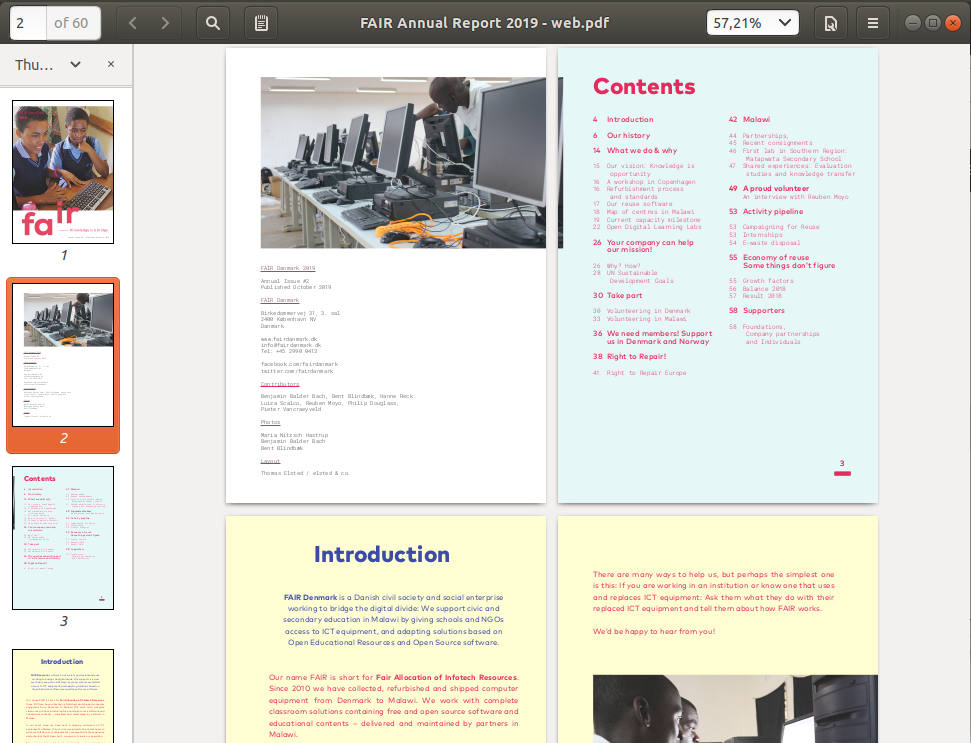 2
of 60
FAIR Annual Report 2019 - web.pdf
57,21%
Thu...
fair
1
2
Contents
3
Introduction
FAIR Danmark 2019
Annual Issue #2
Published October 2019
FAIR Danmark
Birkedommervej 31, 3. sal
2400 København NV
Danmark
www.fairdanmark.dk
info@fairdanmark.dk
Tel: +45 2990 0413
facebook.com/fairdanmark
twitter.com/fairdanmark
Contributors
Benjamin Balder Bach, Bent Blindbæk, Hanne Reck
Luiza Scalco, Reuben Moyo, Philip Douglass,
Pieter Vancraeyveld
Photos
Maria Nitzsch Hastrup
Benjamin Balder Bach
Bent Blindbæk
Layout
Thomas Elsted / elsted & co.
Contents
4 Introduction
6 Our history
14 What we do & why
15 Our vision: Knowledge is
opportunity
16 A workshop in Copenhagen
16 Refurbishment process
and standards
17 Our reuse software
18 Map of centres in Malawi
19 Current capacity milestone
22 Open Digital Learning Labs
26 Your company can help
our mission!
26 Why? How?
28 UN Sustainable
Development Goals
30 Take part
30 Volunteering in Denmark
33 Volunteering in Malawi
36 We need members! Support
us in Denmark and Norway
38 Right to Repair!
41 Right to Repair Europe
42 Malawi
44 Partnerships,
45 Recent consignments
46 First lab in Southern Region:
Matapwata Secondary School
47 Shared experiences: Evaluation
studies and knowledge transfer
49 A proud volunteer
An interview with Reuben Moyo
53 Activity pipeline
53 Campaigning for Reuse
53 Internships
54 E-waste disposal
55 Economy of reuse
Some things don't figure
55 Growth factors
56 Balance 2018
57 Result 2018
58 Supporters
58 Foundations,
Company partnerships
and Individuals
3
Introduction
FAIR Denmark is a Danish civil society and social enterprise
working to bridge the digital divide: We support civic and
secondary education in Malawi by giving schools and NGOs
access to ICT equipment, and adapting solutions based on
Open Educational Resources and Open Source software.
Our name FAIR is short for Fair Allocation of Infotech Resources.
Since 2010 we have collected, refurbished and shipped computer
equipment from Denmark to Malawi. We work with complete
classroom solutions containing free and open source software and
educational contents – delivered and maintained by partners in
Malawi.
There are many ways to help us, but perhaps the simplest one
is this: If you are working in an institution or know one that uses
and replaces ICT equipment: Ask them what they do with their
replaced ICT equipment and tell them about how FAIR works.
We'd be happy to hear from you!